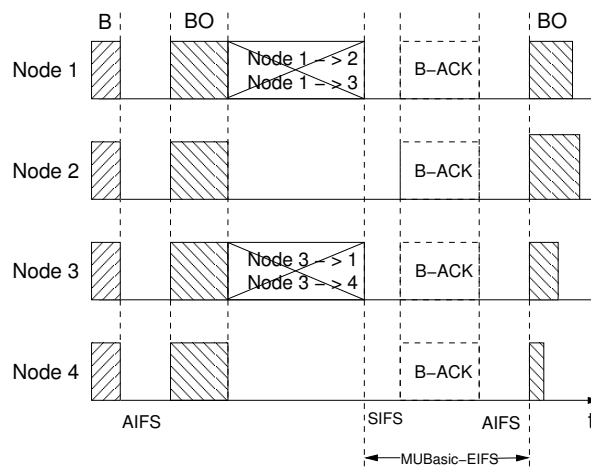 B BO BO
Node 1 Node 1 − > 2 B−ACK
Node 1 − > 3
Node 2 B−ACK
Node 3 Node 3 − > 1 B−ACK
Node 3 − > 4
Node 4 B−ACK
AIFS SIFS AIFS t
MUBasic−EIFS